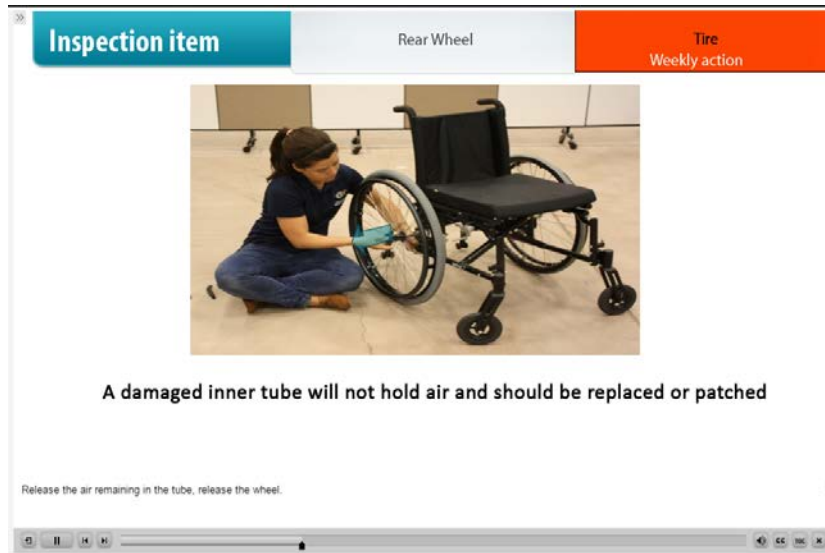 Inspection item
Rear Wheel
Tire
Weekly action
A damaged inner tube will not hold air and should be replaced or patched
Release the air remaining in the tube, release the wheel.
CC